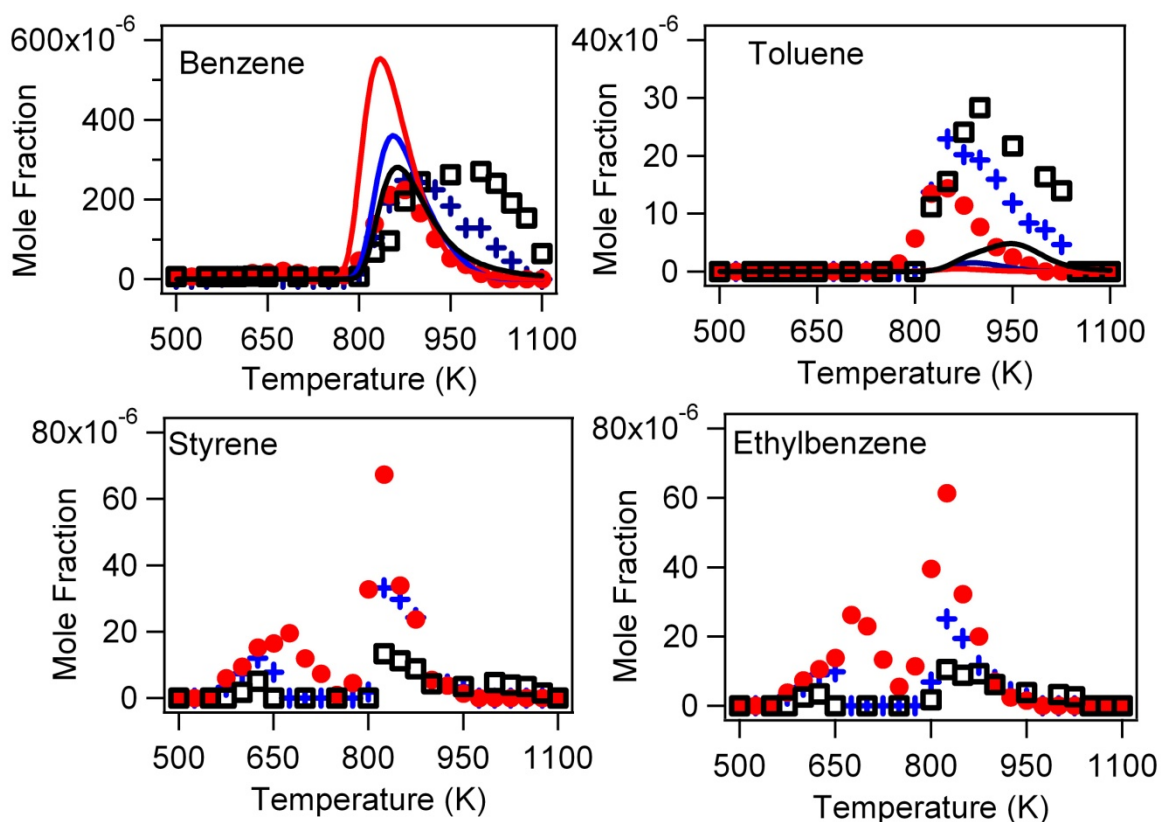 600x10-6
400
200
0
Mole Fraction
Benzene
500 650 800 950 1100
Temperature (K)
40x10-6
30
20
10
0
Mole Fraction
Toluene
500 650 800 950 1100
Temperature (K)
80x10-6
60
40
20
0
Mole Fraction
Styrene
500 650 800 950 1100
Temperature (K)
80x10-6
60
40
20
0
Mole Fraction
Ethylbenzene
500 650 800 950 1100
Temperature (K)